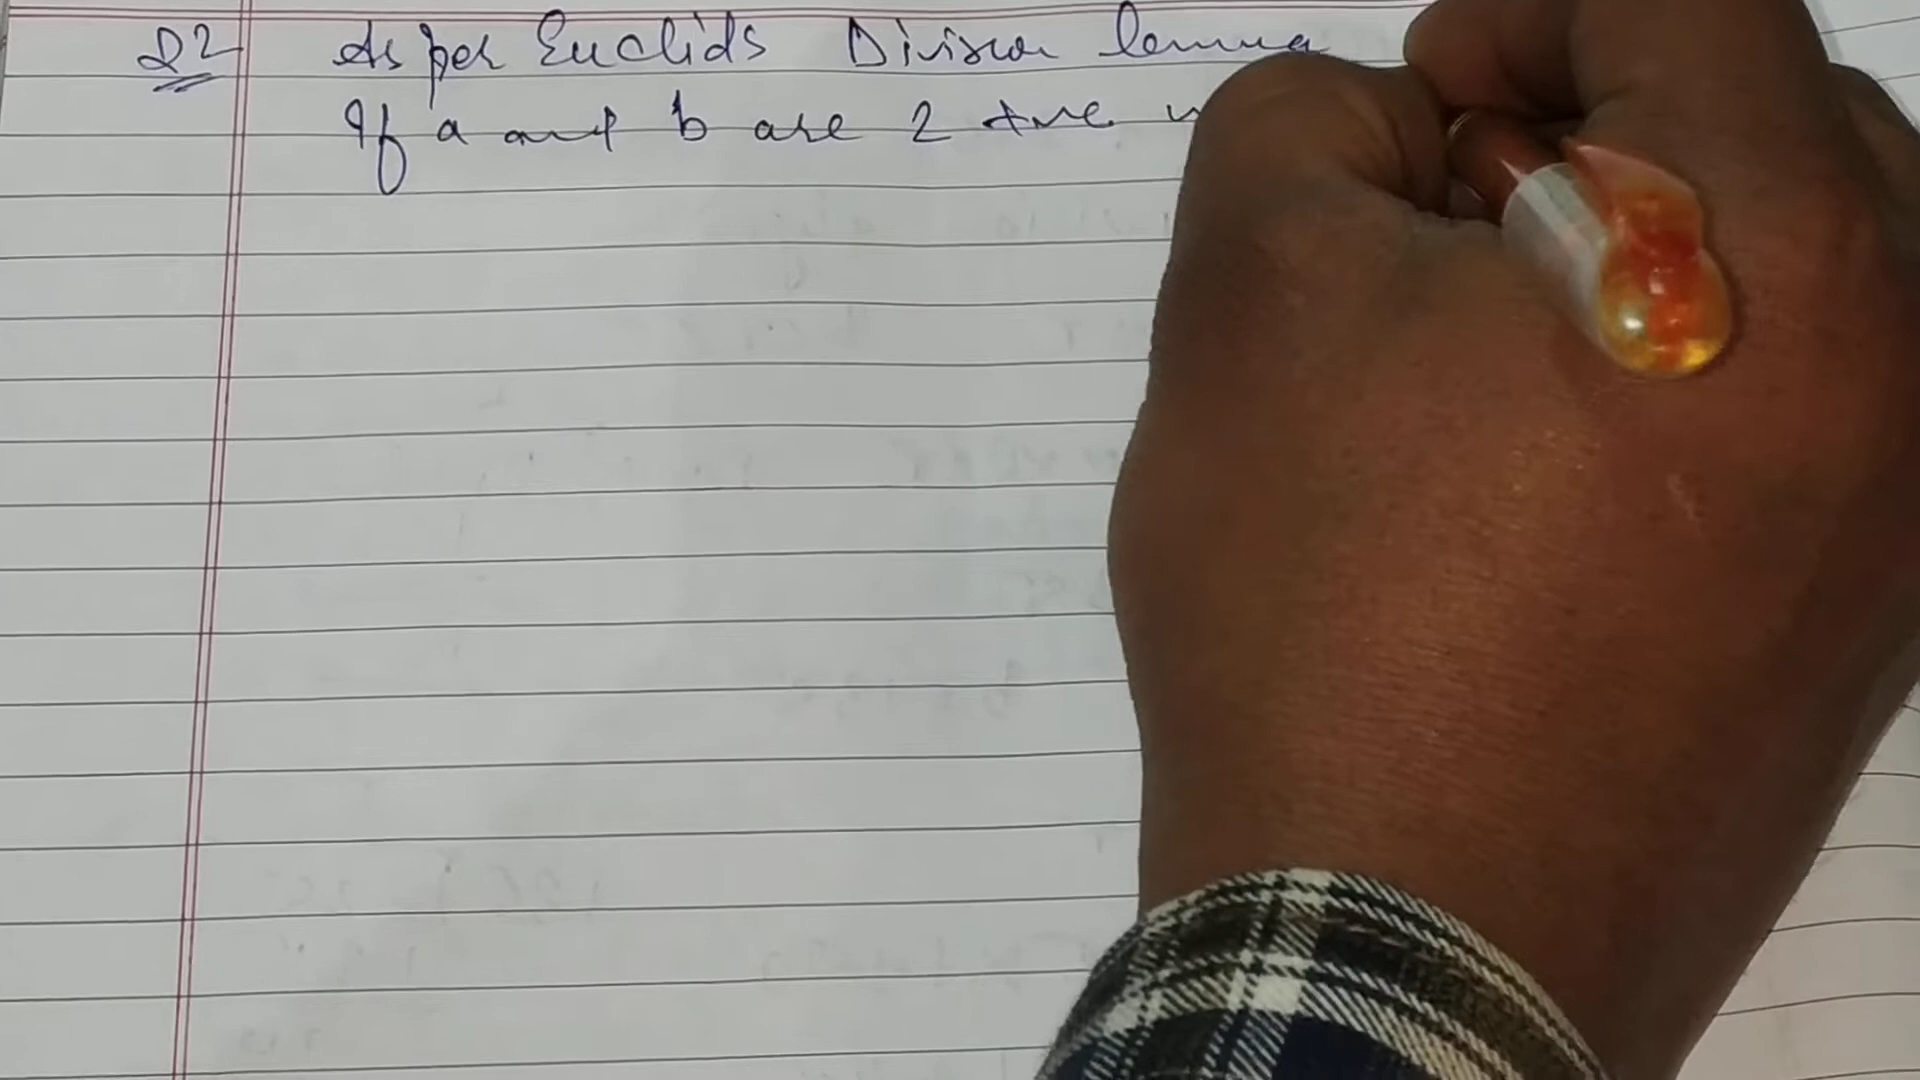 Q2 As per Euclids Division lemma
If a and b are 2 +ve